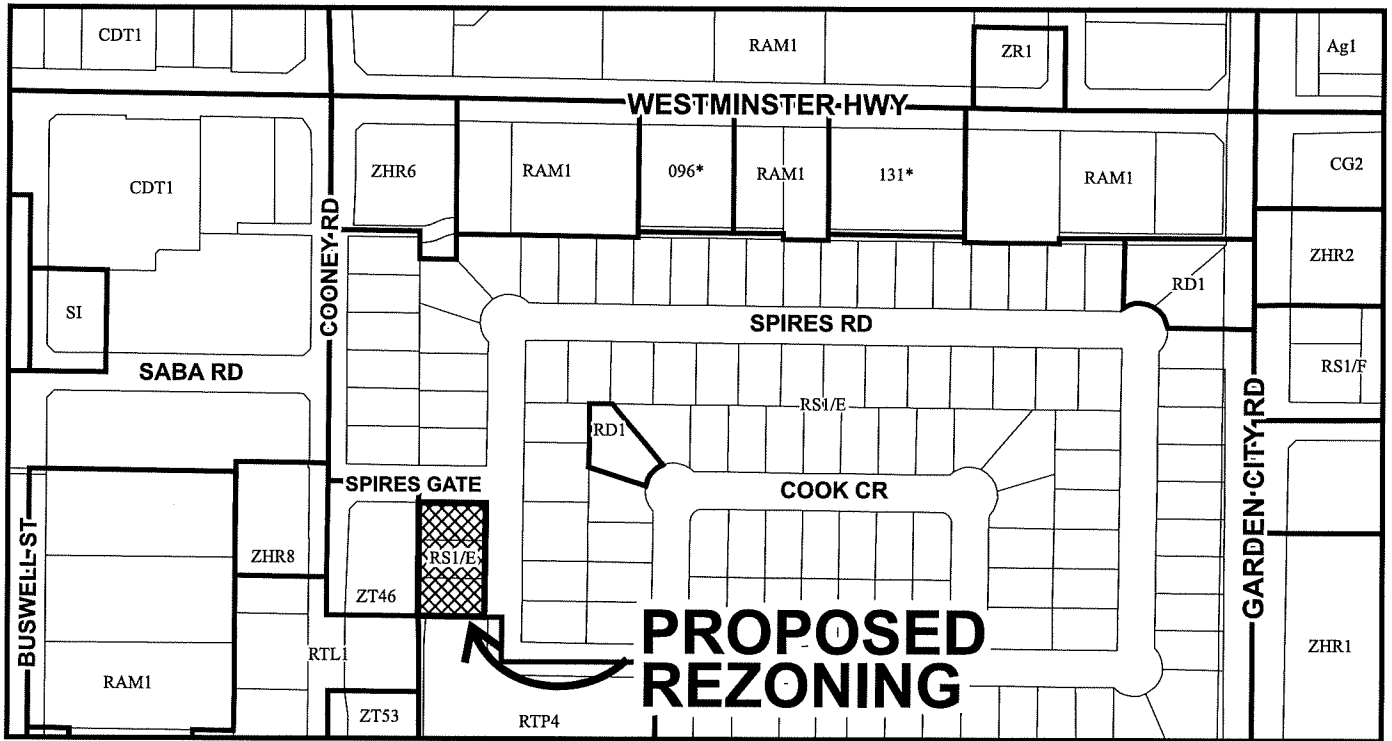 CDT1
RAM1
ZR1
Ag1
WESTMINSTER HWY
CDT1
ZHR6
RAM1
096*
RAM1
131*
RAM1
CG2
COONEY RD
ZHR2
RD1
SI
SPIRES RD
SABA RD
RS1/F
RS1/E
GARDEN CITY RD
RD1
SPIRES GATE
COOK CR
BUSWELL ST
ZHR8
RS1/E
ZT46
PROPOSED
REZONING
RTL1
ZHR1
RAM1
ZT53
RTP4